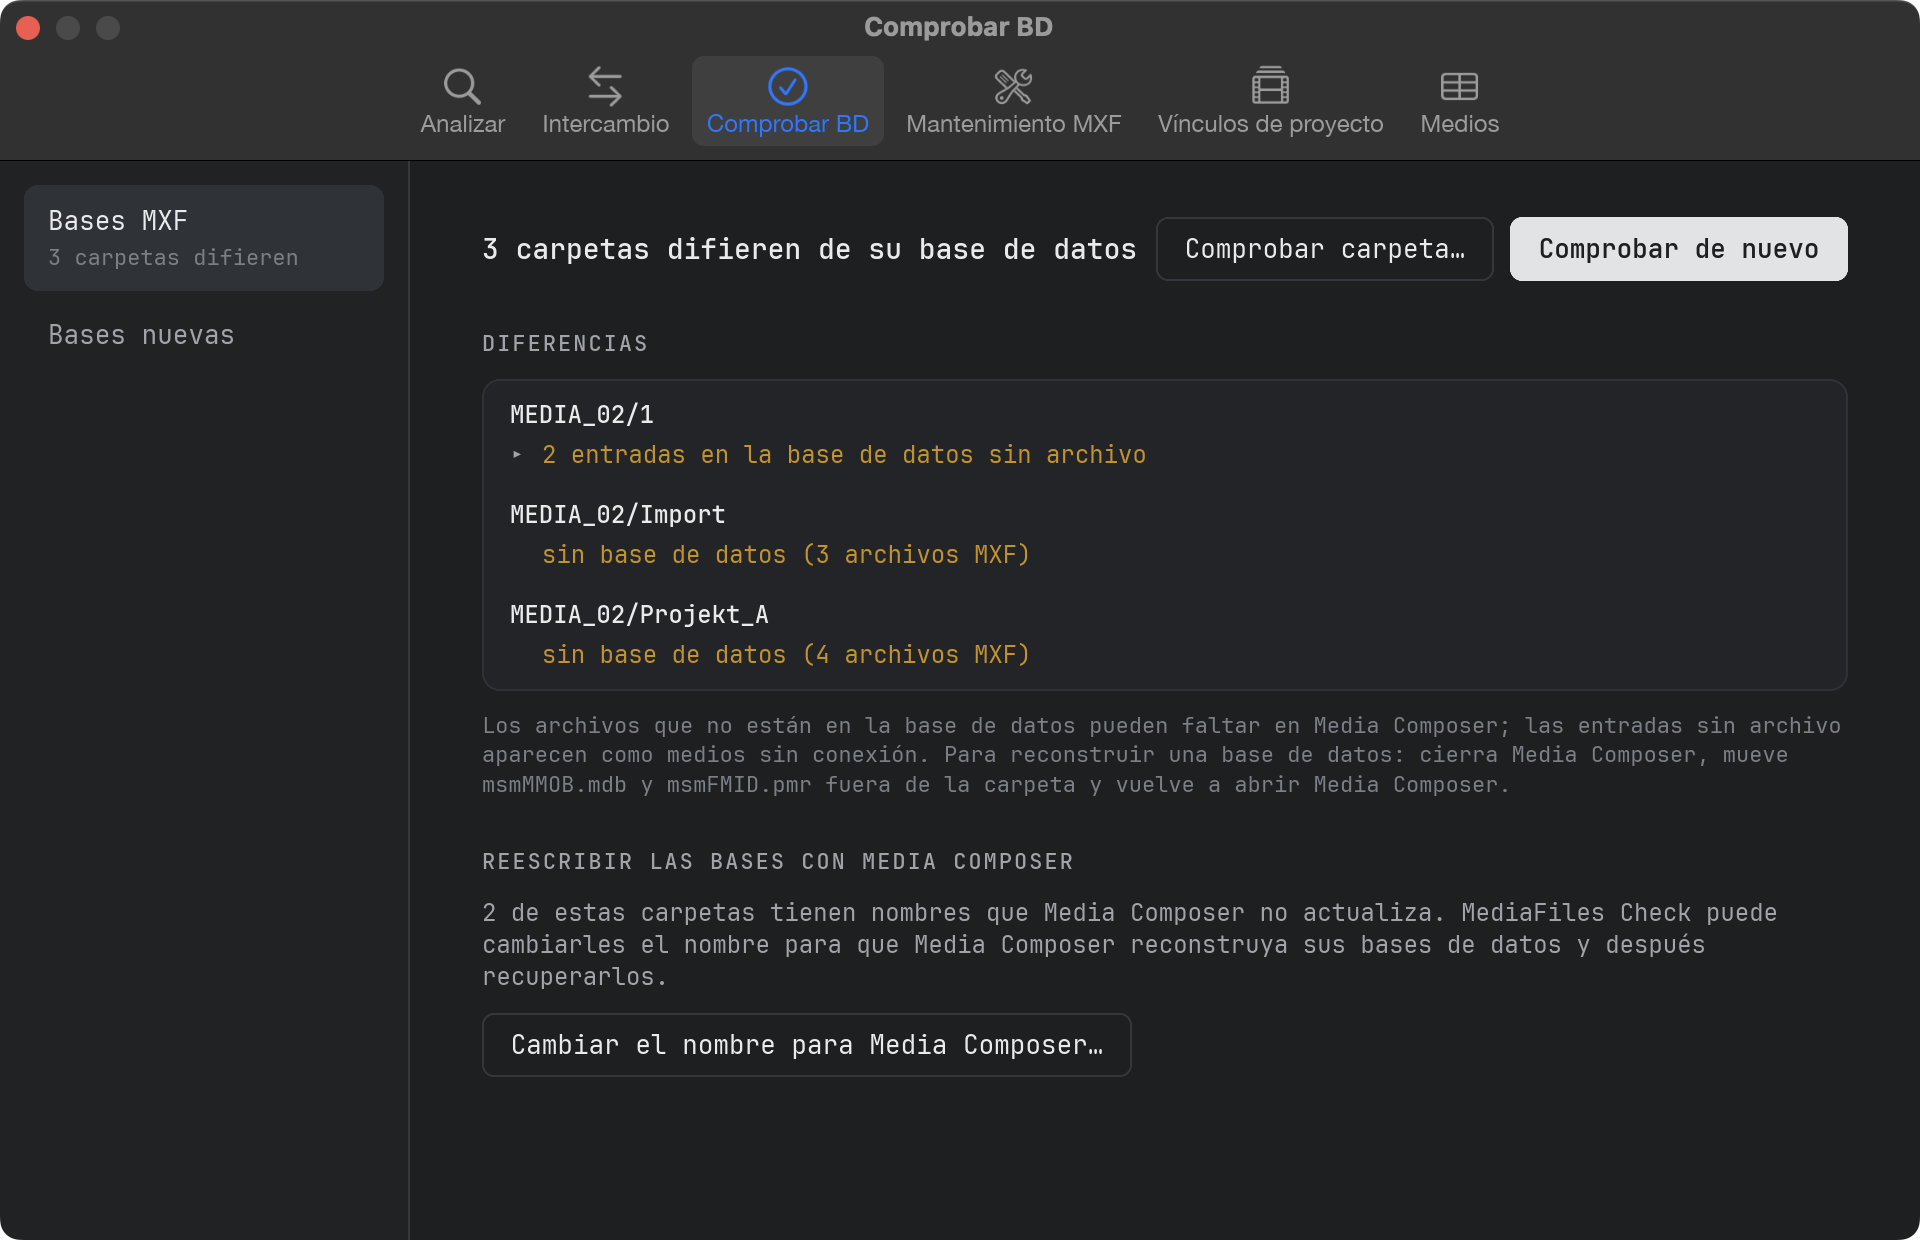 Comprobar BD
Analizar
Intercambio
Comprobar BD
Mantenimiento MXF
Vínculos de proyecto
Medios
Bases MXF
3 carpetas difieren
Bases nuevas
3 carpetas difieren de su base de datos
Comprobar carpeta…
Comprobar de nuevo
DIFERENCIAS
MEDIA_02/1
2 entradas en la base de datos sin archivo
MEDIA_02/Import
sin base de datos (3 archivos MXF)
MEDIA_02/Projekt_A
sin base de datos (4 archivos MXF)
Los archivos que no están en la base de datos pueden faltar en Media Composer; las entradas sin archivo
aparecen como medios sin conexión. Para reconstruir una base de datos: cierra Media Composer, mueve
msmMMOB.mdb y msmFMID.pmr fuera de la carpeta y vuelve a abrir Media Composer.
REESCRIBIR LAS BASES CON MEDIA COMPOSER
2 de estas carpetas tienen nombres que Media Composer no actualiza. MediaFiles Check puede
cambiarles el nombre para que Media Composer reconstruya sus bases de datos y después
recuperarlos.
Cambiar el nombre para Media Composer…